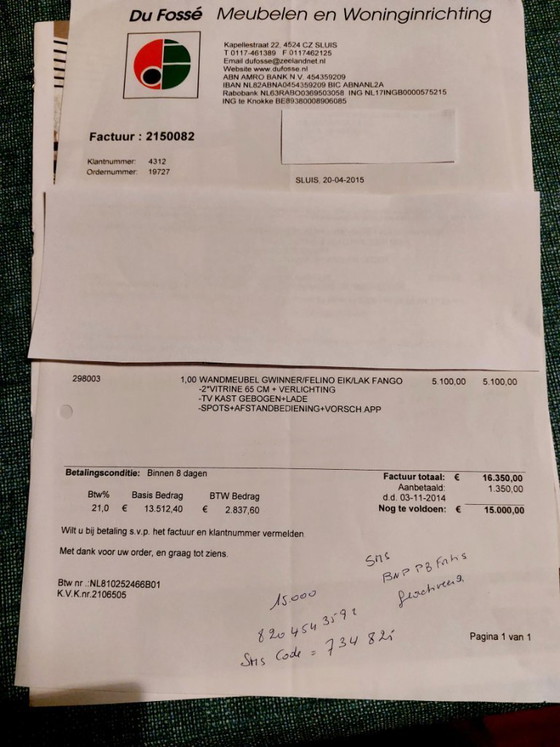 Du Fossé Meubelen en Woninginrichting
Kapellestraat 22, 4524 CZ SLUIS
T 0117-461389 F 0117462125
Email dufosse@zeelandnet.nl
Website www.dufosse.nl
ABN AMRO BANK N.V. 454359209
IBAN NL82ABNA0454359209 BIC ABNANL2A
Rabobank NL63RABO0369503058 ING NL17INGB0000575215
ING te Knokke BE89380008906085
Factuur : 2150082
Klantnummer: 4312
Ordernummer: 19727
SLUIS, 20-04-2015
298003 1,00 WANDMEUBEL GWINNER/FELINO EIK/LAK FANGO 5.100,00 5.100,00
-2*VITRINE 65 CM + VERLICHTING
-TV KAST GEBOGEN+LADE
-SPOTS+AFSTANDBEDIENING+VORSCH.APP
Betalingsconditie: Binnen 8 dagen
Factuur totaal: € 16.350,00
Aanbetaald: 1.350,00
d.d. 03-11-2014
Nog te voldoen: € 15.000,00
Btw% Basis Bedrag BTW Bedrag
21,0 € 13.512,40 € 2.837,60
Wilt u bij betaling s.v.p. het factuur en klantnummer vermelden
Met dank voor uw order, en graag tot ziens.
Btw nr .:NL810252466B01
K.V.K.nr.2106505
15000
SMS
BNP PB Fortis
SMS Code = 734 82
Pagina 1 van 1